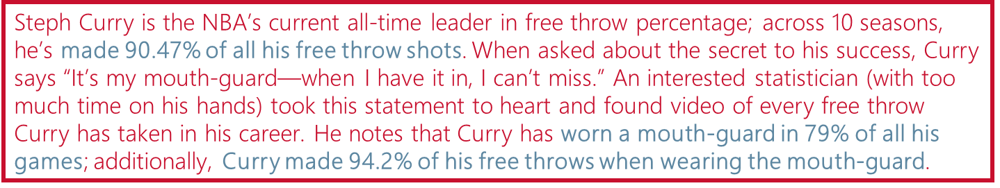 Steph Curry is the NBA’s current all-time leader in free throw percentage; across 10 seasons,
he’s made 90.47% of all his free throw shots. When asked about the secret to his success, Curry
says “It’s my mouth-guard—when I have it in, I can’t miss.” An interested statistician (with too
much time on his hands) took this statement to heart and found video of every free throw
Curry has taken in his career. He notes that Curry has worn a mouth-guard in 79% of all his
games; additionally, Curry made 94.2% of his free throws when wearing the mouth-guard.